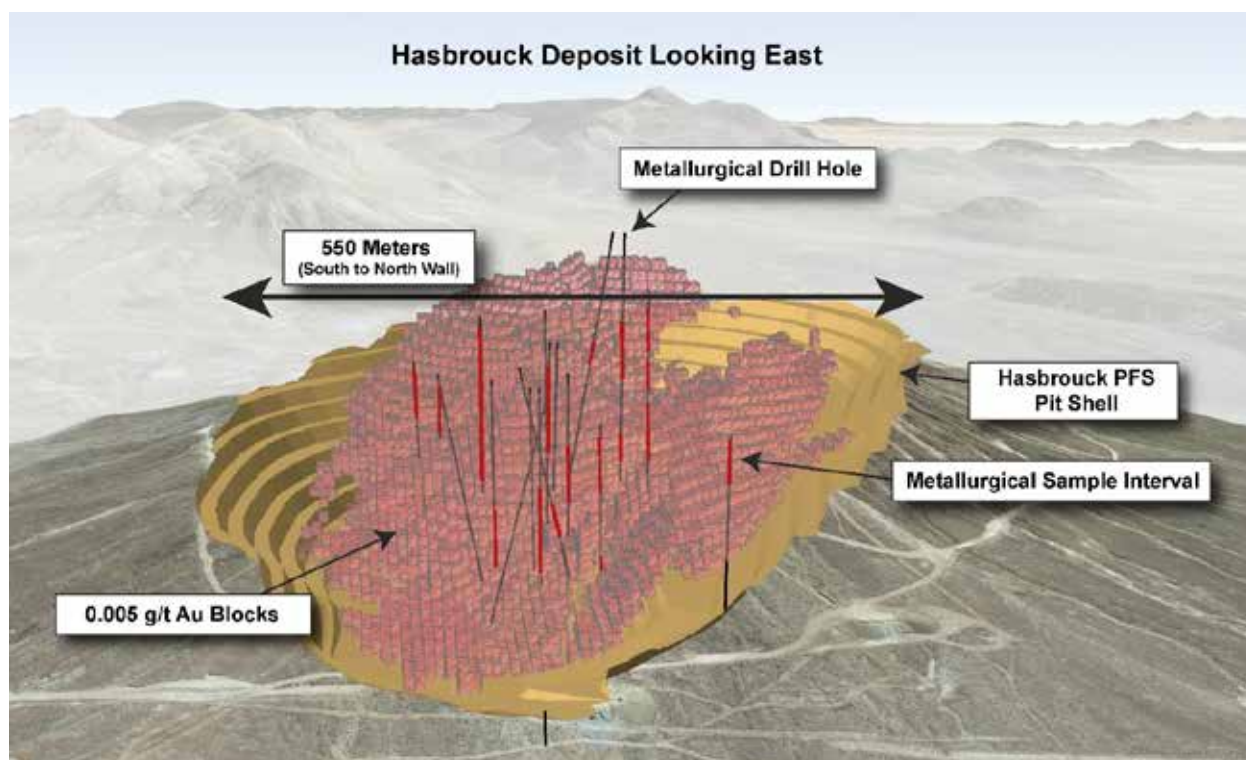 Hasbrouck Deposit Looking East
Metallurgical Drill Hole
550 Meters
(South to North Wall)
Hasbrouck PFS
Pit Shell
Metallurgical Sample Interval
0.005 g/t Au Blocks